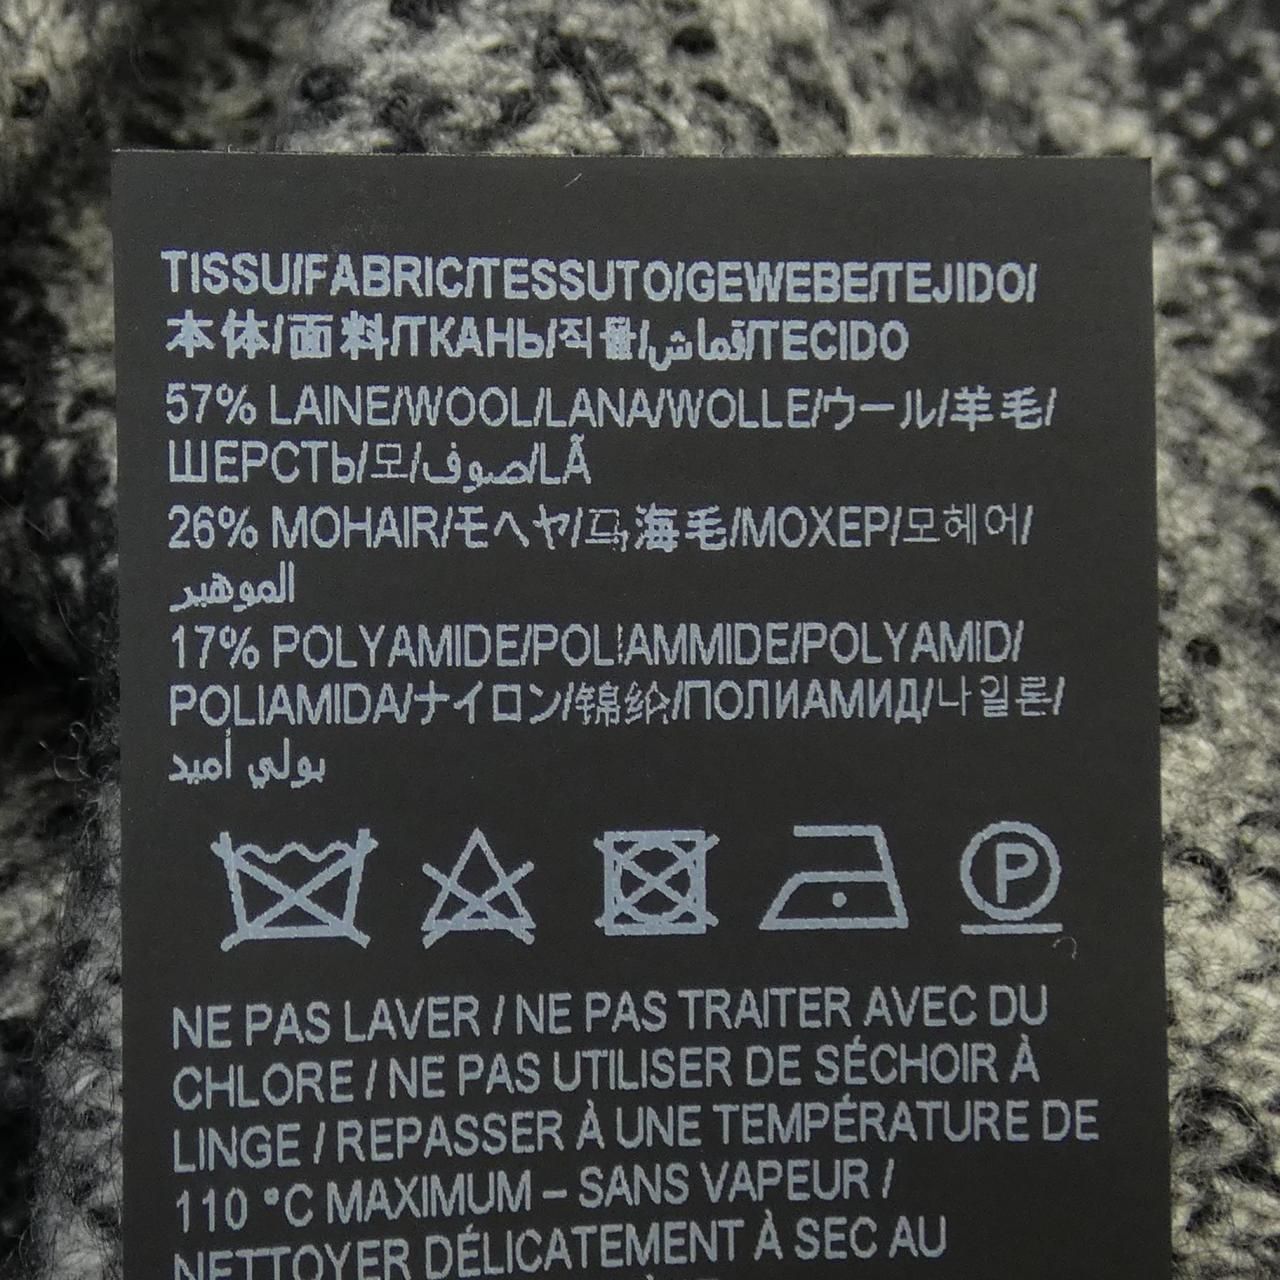 TISSU/FABRIC/TESSUTO/GEWEBE/TEJIDO/
本体/面料/ТКАНЬ/직물/قماش/TECIDO
57% LAINE/WOOL/LANA/WOLLE/ウール/羊毛/
ШЕРСТЬ/모/صوف/LÃ
26% MOHAIR/モヘヤ/马海毛/МОХЕР/모헤어/
الموهير
17% POLYAMIDE/POLIAMMIDE/POLYAMID/
POLIAMIDA/ナイロン/锦纶/ПОЛИАМИД/나일론/
بولي أميد
P
NE PAS LAVER / NE PAS TRAITER AVEC DU
CHLORE / NE PAS UTILISER DE SÉCHOIR À
LINGE / REPASSER À UNE TEMPÉRATURE DE
110 °C MAXIMUM – SANS VAPEUR /
NETTOYER DÉLICATEMENT À SEC AU